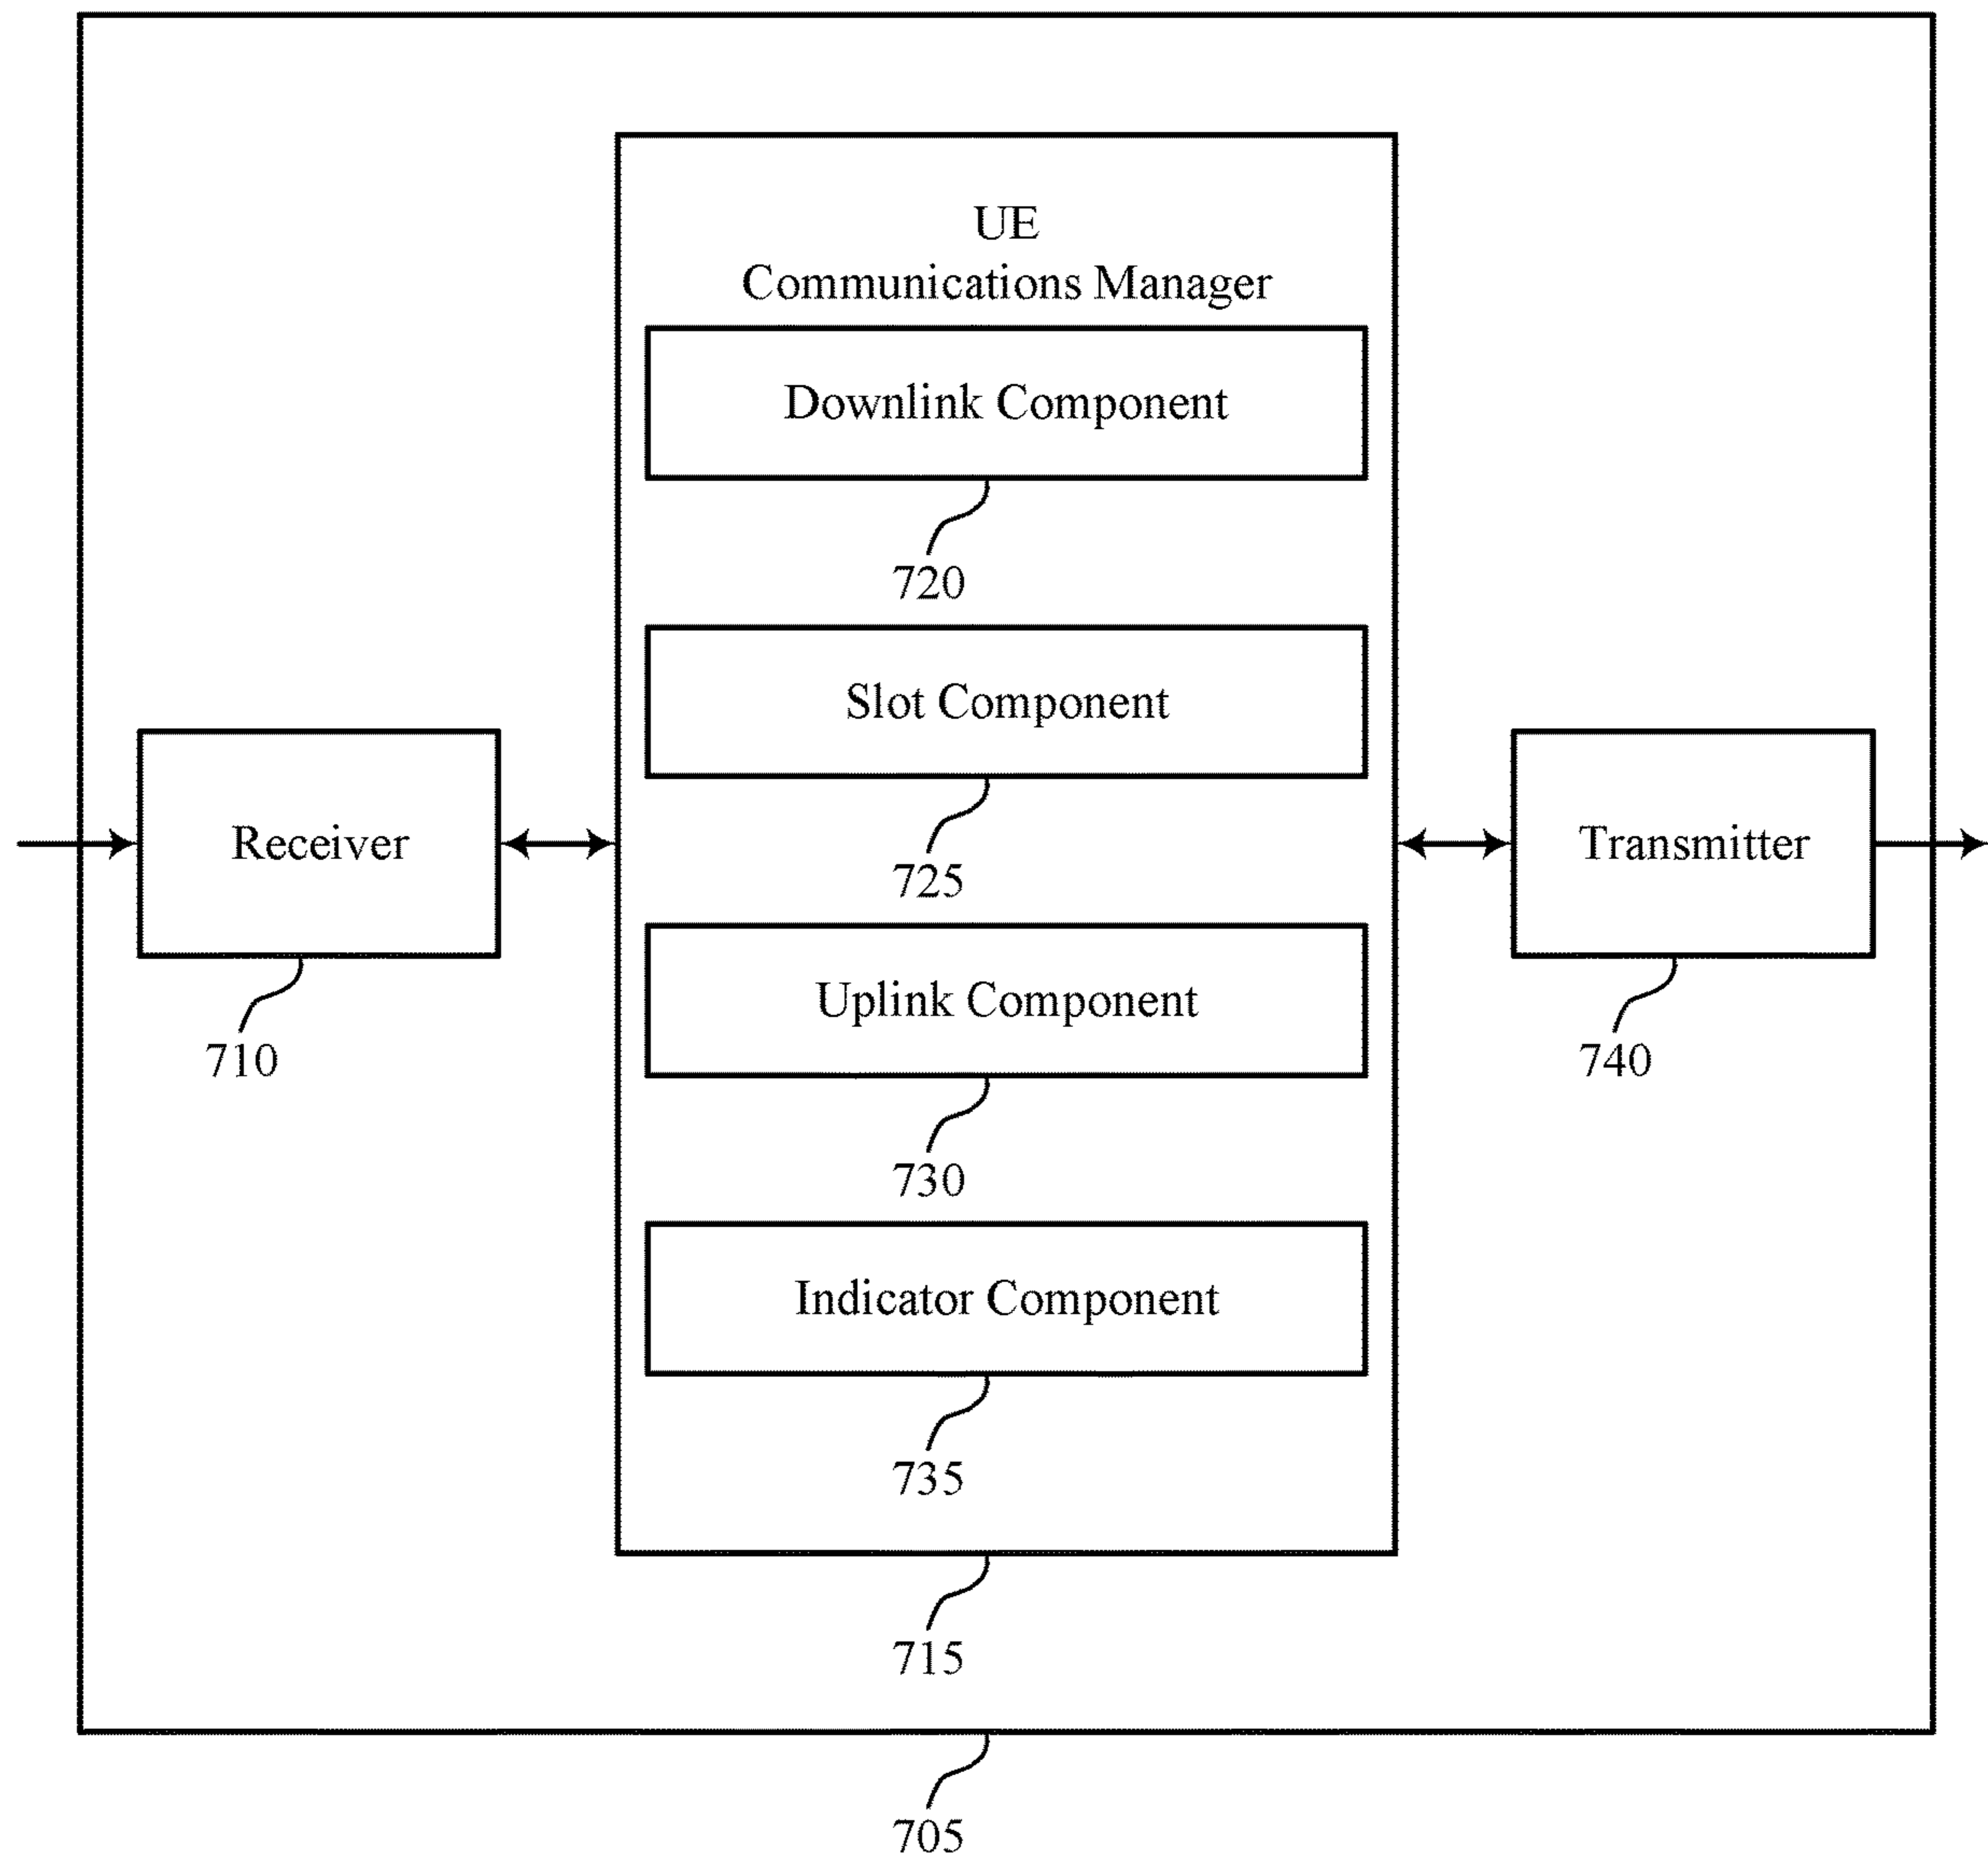 UE
Communications Manager
Downlink Component
720
Slot Component
725
Receiver
710
Transmitter
740
Uplink Component
730
Indicator Component
735
715
705